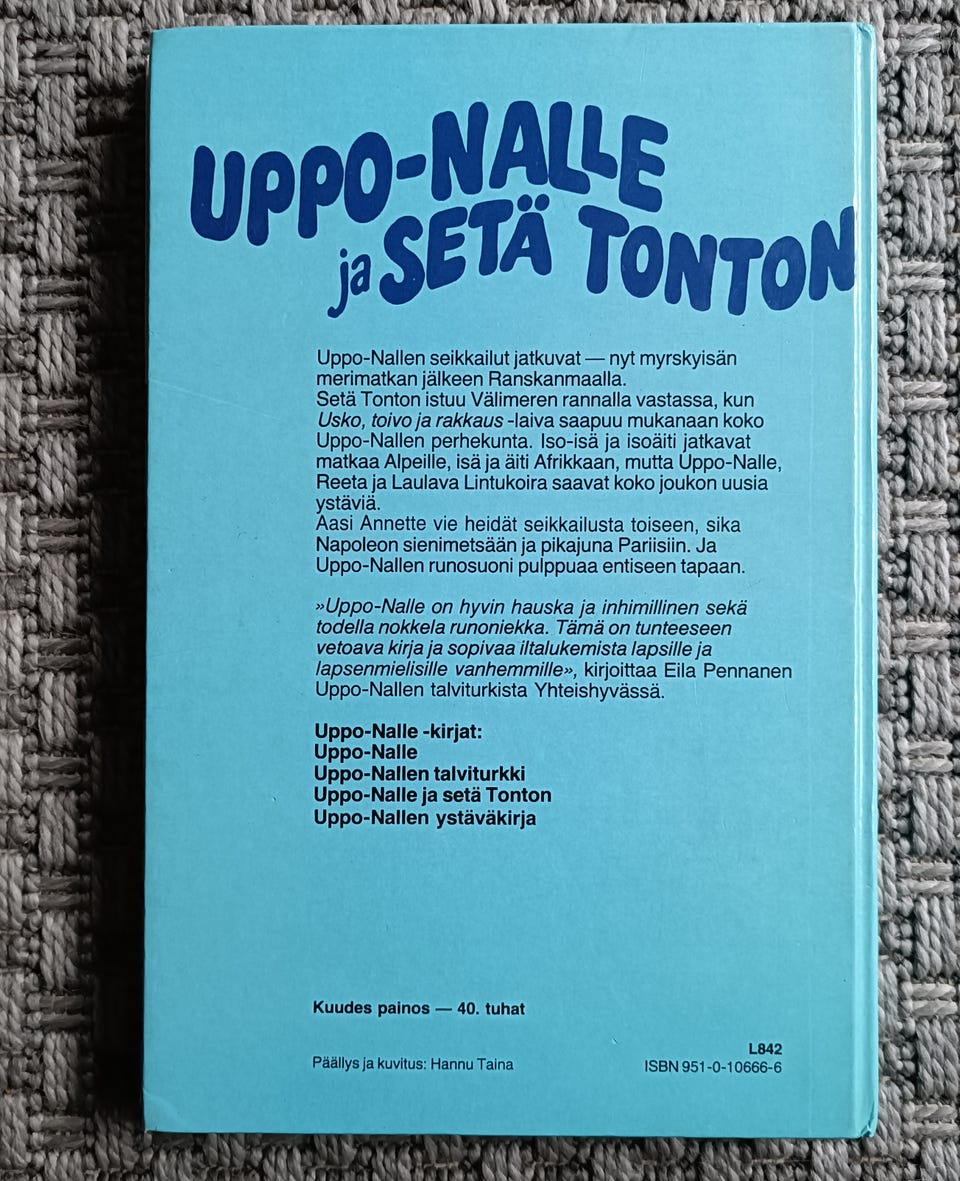 UPPO-NALLE
ja SETÄ TONTON
Uppo-Nallen seikkailut jatkuvat — nyt myrskyisän
merimatkan jälkeen Ranskanmaalla.
Setä Tonton istuu Välimeren rannalla vastassa, kun
Usko, toivo ja rakkaus -laiva saapuu mukanaan koko
Uppo-Nallen perhekunta. Iso-isä ja isoäiti jatkavat
matkaa Alpeille, isä ja äiti Afrikkaan, mutta Uppo-Nalle,
Reeta ja Laulava Lintukoira saavat koko joukon uusia
ystäviä.
Aasi Annette vie heidät seikkailusta toiseen, sika
Napoleon sienimetsään ja pikajuna Pariisiin. Ja
Uppo-Nallen runosuoni pulppuaa entiseen tapaan.
»Uppo-Nalle on hyvin hauska ja inhimillinen sekä
todella nokkela runoniekka. Tämä on tunteeseen
vetoava kirja ja sopivaa iltalukemista lapsille ja
lapsenmielisille vanhemmille», kirjoittaa Eila Pennanen
Uppo-Nallen talviturkista Yhteishyvässä.
Uppo-Nalle -kirjat:
Uppo-Nalle
Uppo-Nallen talviturkki
Uppo-Nalle ja setä Tonton
Uppo-Nallen ystäväkirja
Kuudes painos — 40. tuhat
L842
Päällys ja kuvitus: Hannu Taina ISBN 951-0-10666-6